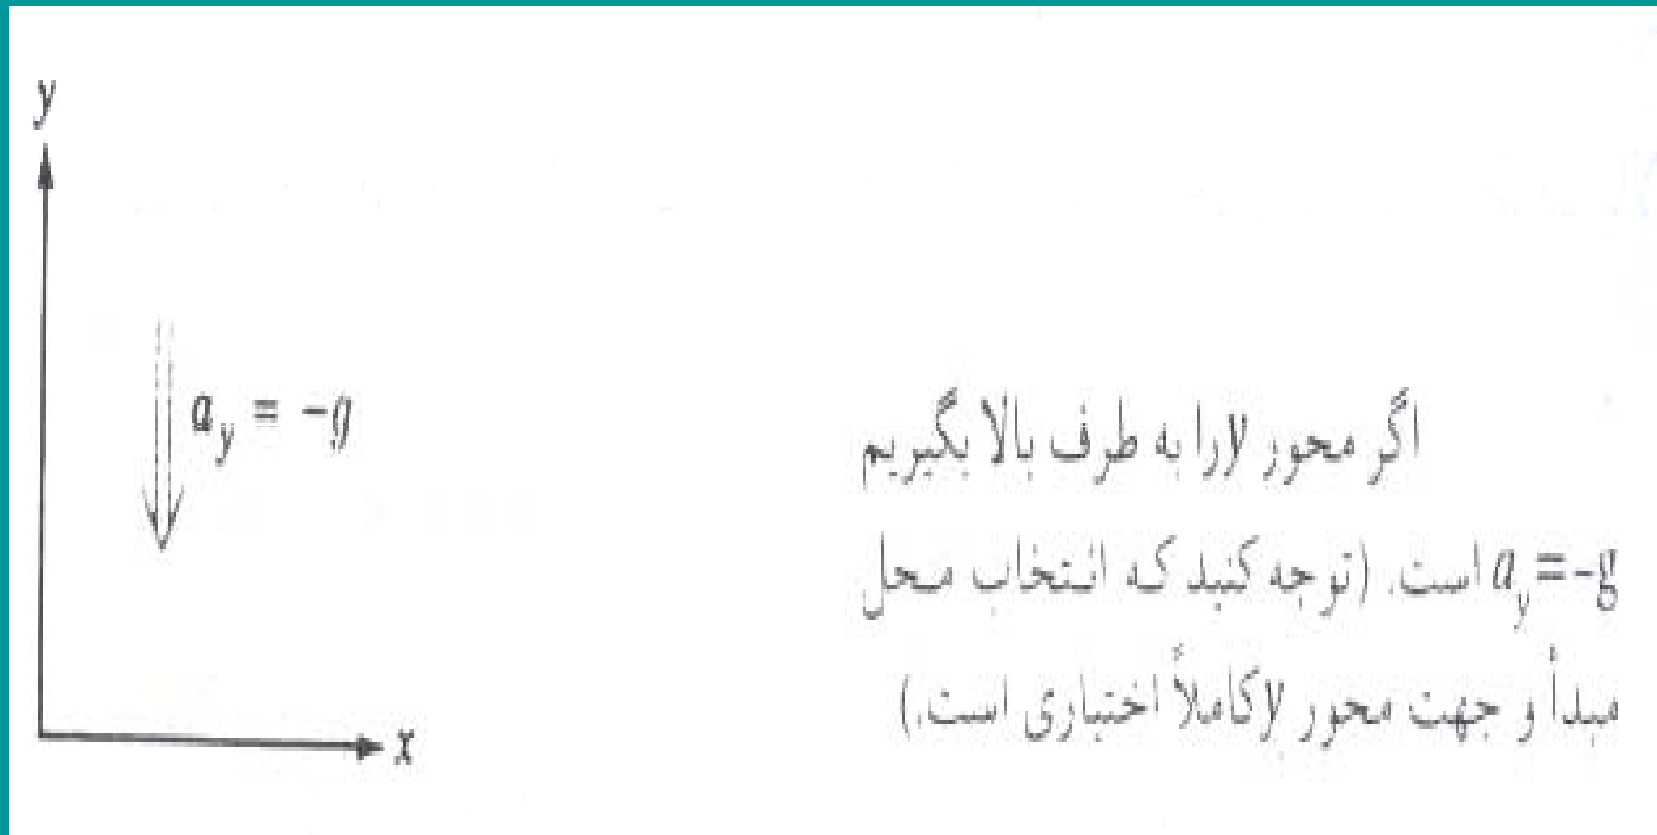 y
a_y = -g
x
اگر محور y را به طرف بالا بگیریم
a_y = -g است. (توجه کنید که انتخاب محل
مبدأ و جهت محور y کاملاً اختیاری است.)